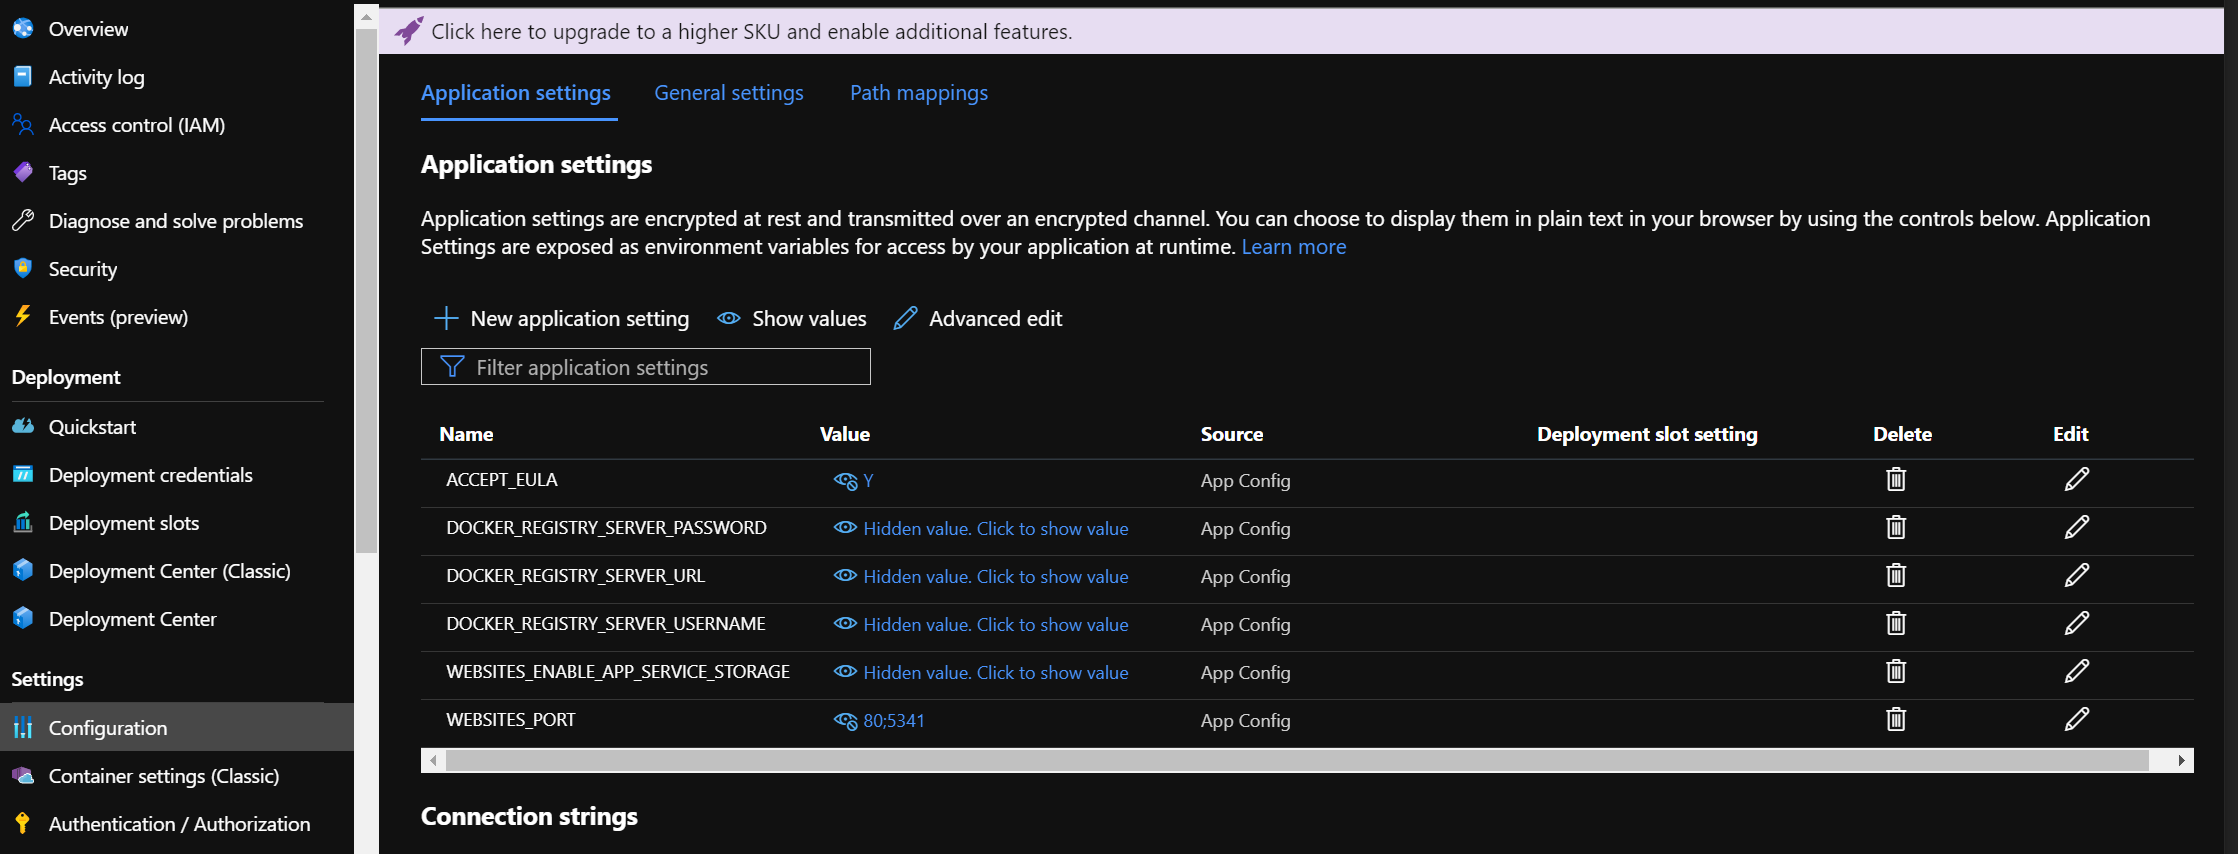 Overview
Activity log
Access control (IAM)
Tags
Diagnose and solve problems
Security
Events (preview)
Deployment
Quickstart
Deployment credentials
Deployment slots
Deployment Center (Classic)
Deployment Center
Settings
Configuration
Container settings (Classic)
Authentication / Authorization
Click here to upgrade to a higher SKU and enable additional features.
Application settings General settings Path mappings
Application settings
Application settings are encrypted at rest and transmitted over an encrypted channel. You can choose to display them in plain text in your browser by using the controls below. Application
Settings are exposed as environment variables for access by your application at runtime. Learn more
New application setting Show values Advanced edit
Filter application settings
Name Value Source Deployment slot setting Delete Edit
ACCEPT_EULA Y App Config
DOCKER_REGISTRY_SERVER_PASSWORD Hidden value. Click to show value App Config
DOCKER_REGISTRY_SERVER_URL Hidden value. Click to show value App Config
DOCKER_REGISTRY_SERVER_USERNAME Hidden value. Click to show value App Config
WEBSITES_ENABLE_APP_SERVICE_STORAGE Hidden value. Click to show value App Config
WEBSITES_PORT 80;5341 App Config
Connection strings